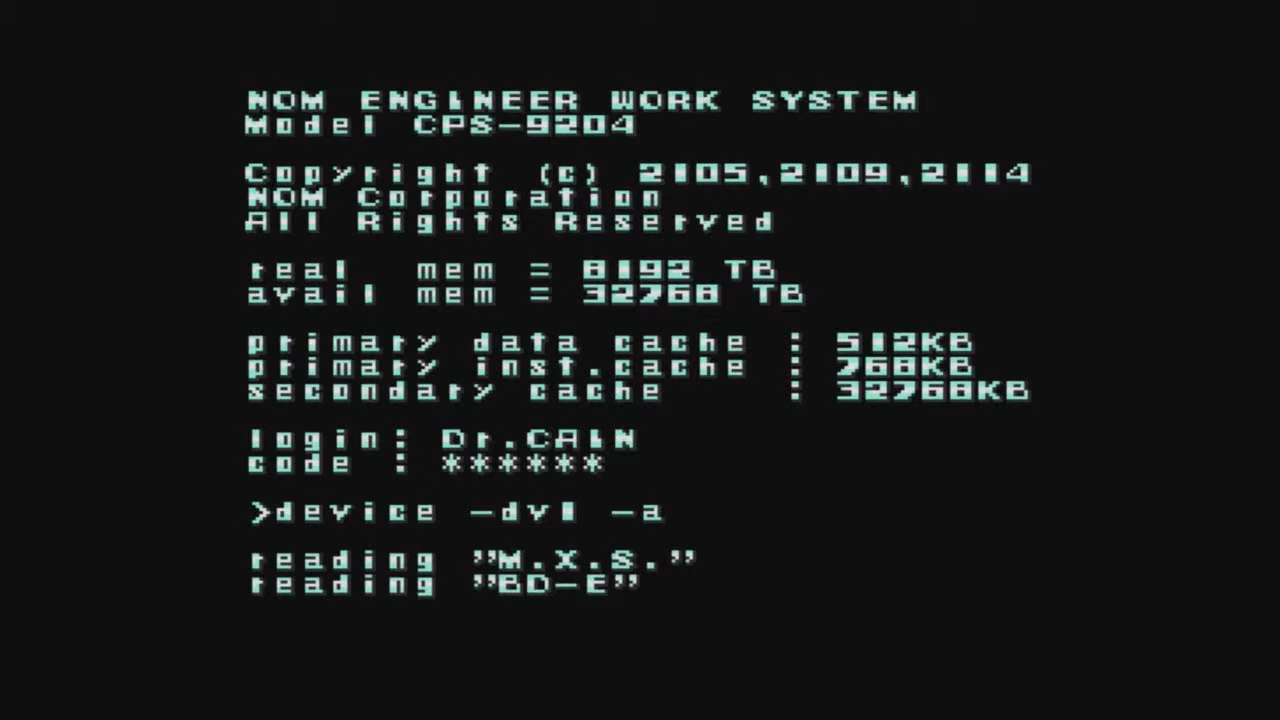 NOM ENGINEER WORK SYSTEM
Model CPS-9204
Copyright (c) 2105,2109,2114
NOM Corporation
All Rights Reserved
real mem = 8192 TB
avail mem = 32768 TB
primary data cache : 512KB
primary inst.cache : 768KB
secondary cache : 32768KB
login: Dr.CAIN
code : ******
>device -dv1 -a
reading "M.X.S."
reading "BD-E"